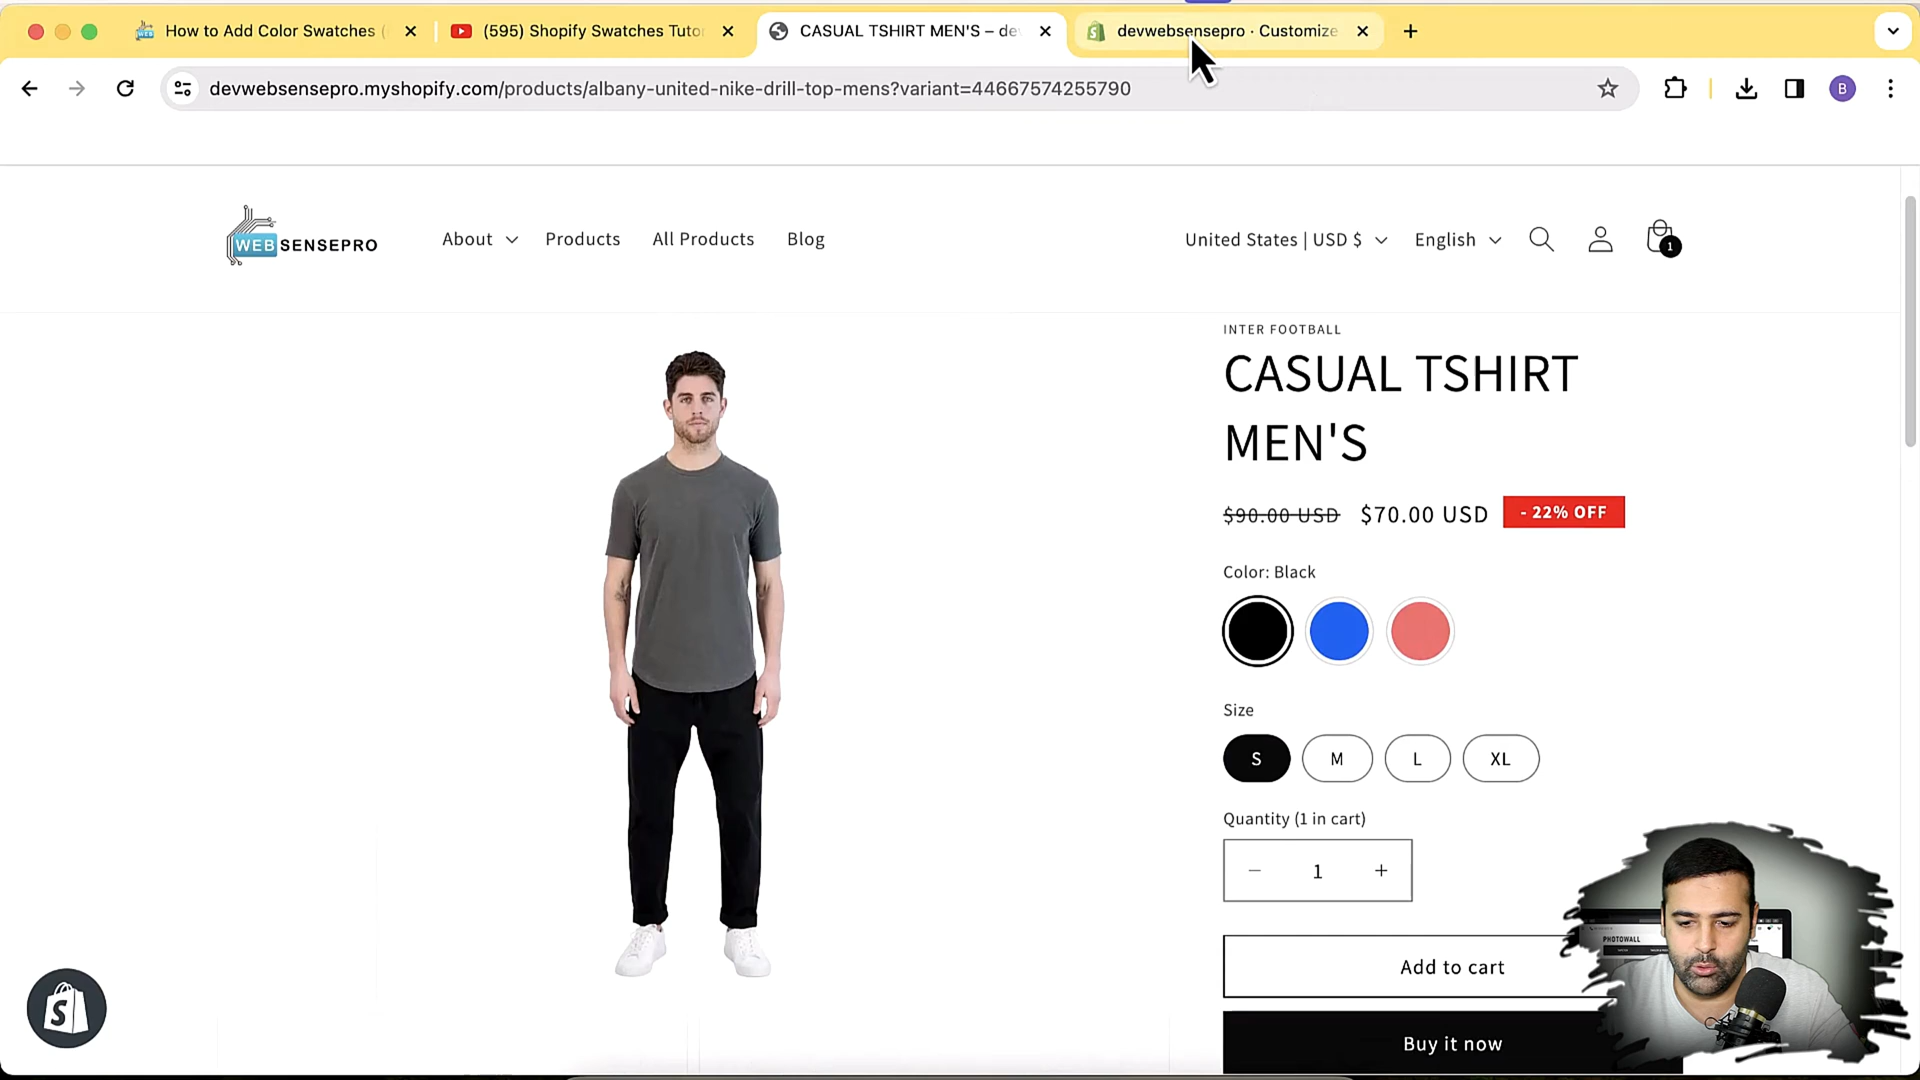 How to Add Color Swatches (
(595) Shopify Swatches Tutor
CASUAL TSHIRT MEN'S – de
devwebsensepro · Customize
devwebsensepro.myshopify.com/products/albany-united-nike-drill-top-mens?variant=44667574255790
B
WEBSENSEPRO
About
Products
All Products
Blog
United States | USD $
English
1
INTER FOOTBALL
CASUAL TSHIRT
MEN'S
$90.00 USD $70.00 USD - 22% OFF
Color: Black
Size
S M L XL
Quantity (1 in cart)
− 1 +
Add to cart
Buy it now
PHOTOWALL